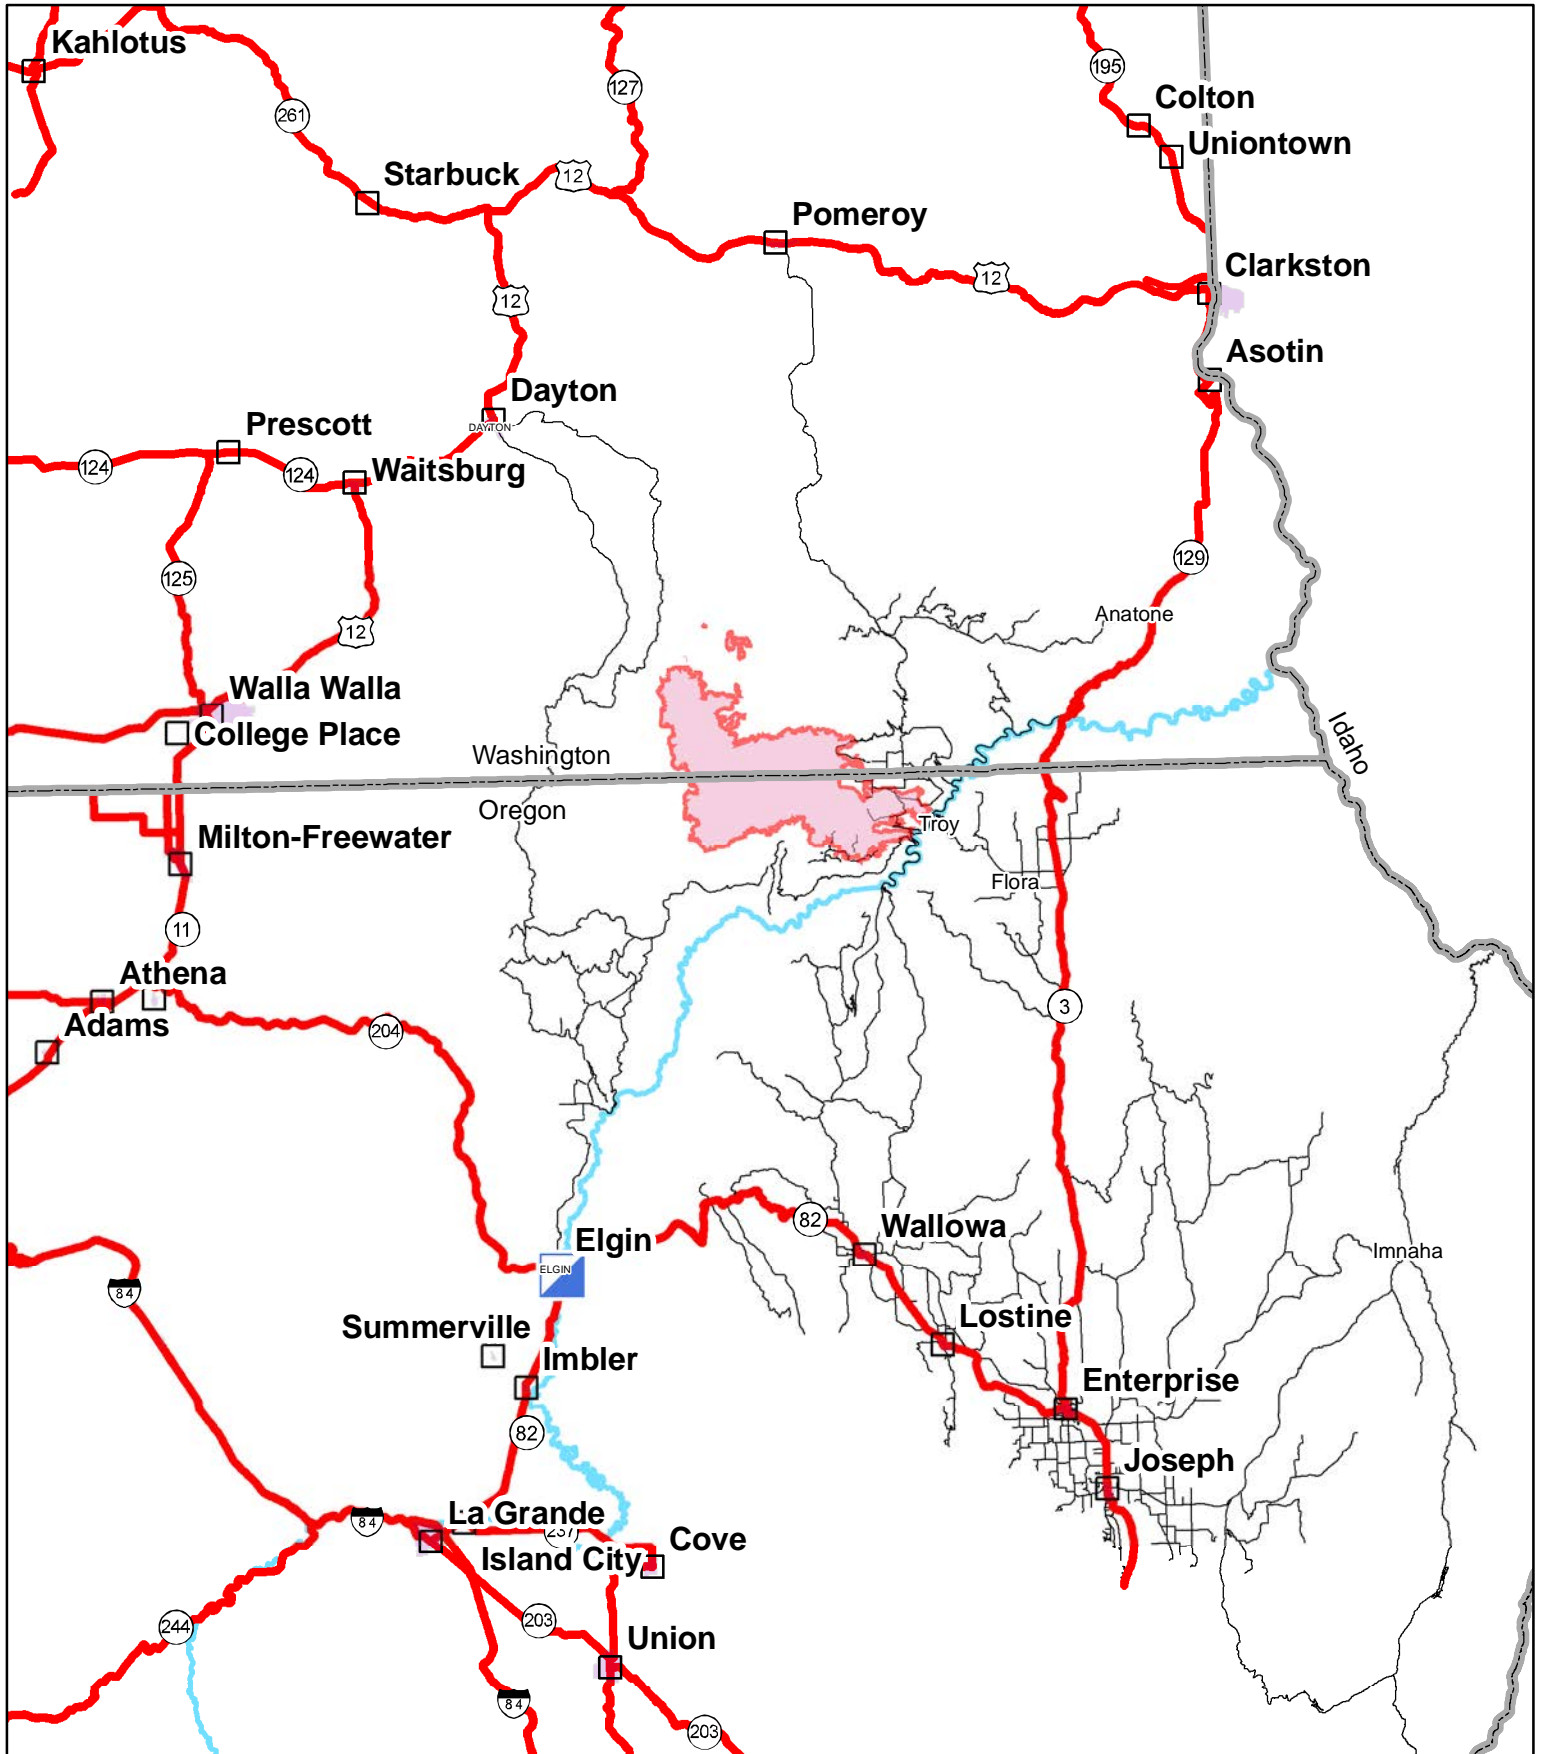 Kahlotus
195
127
Colton
261
Uniontown
Starbuck
12
Pomeroy
Clarkston
12
12
Asotin
Dayton
DAYTON
Prescott
124
124
Waitsburg
129
125
Anatone
12
Walla Walla
College Place
Washington
Idaho
Oregon
Troy
Milton-Freewater
Flora
11
Athena
3
Adams
204
82
Wallowa
Elgin
ELGIN
Imnaha
84
Lostine
Summerville
Imbler
Enterprise
82
Joseph
La Grande
84
237
Cove
Island City
203
244
Union
84
203